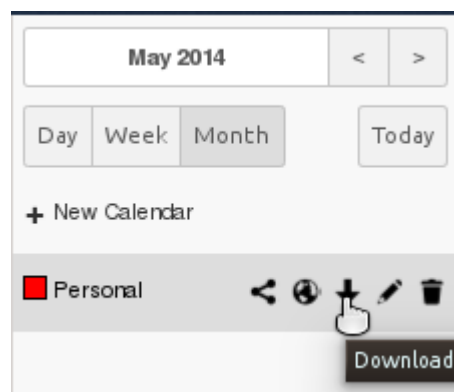 May 2014 < >
Day Week Month Today
+ New Calendar
Personal
Download